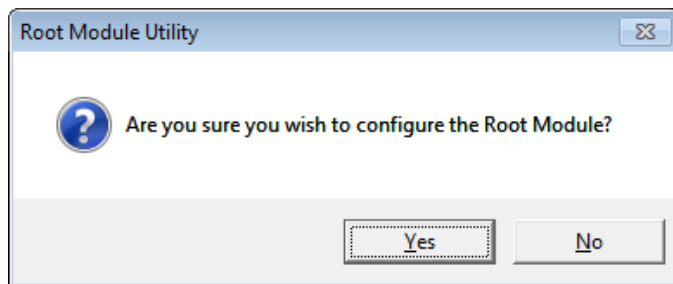 Root Module Utility
Are you sure you wish to configure the Root Module?
Yes No